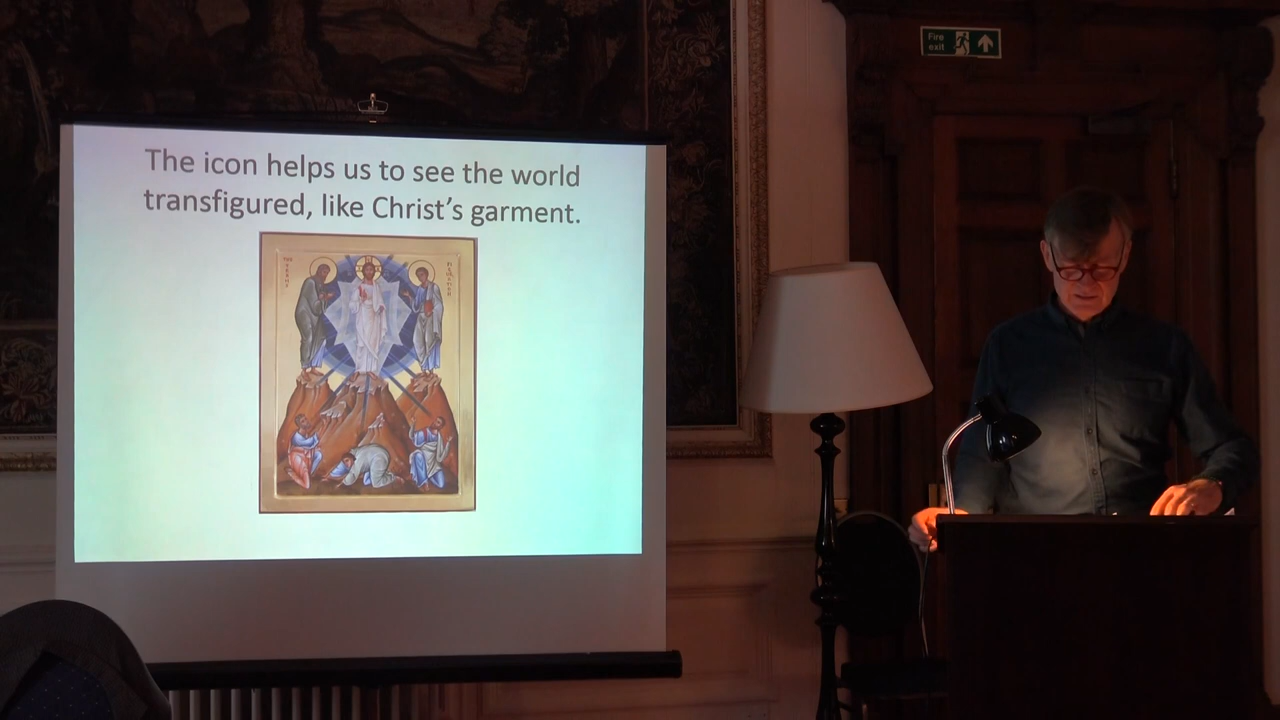 The icon helps us to see the world
transfigured, like Christ's garment.
Fire
exit